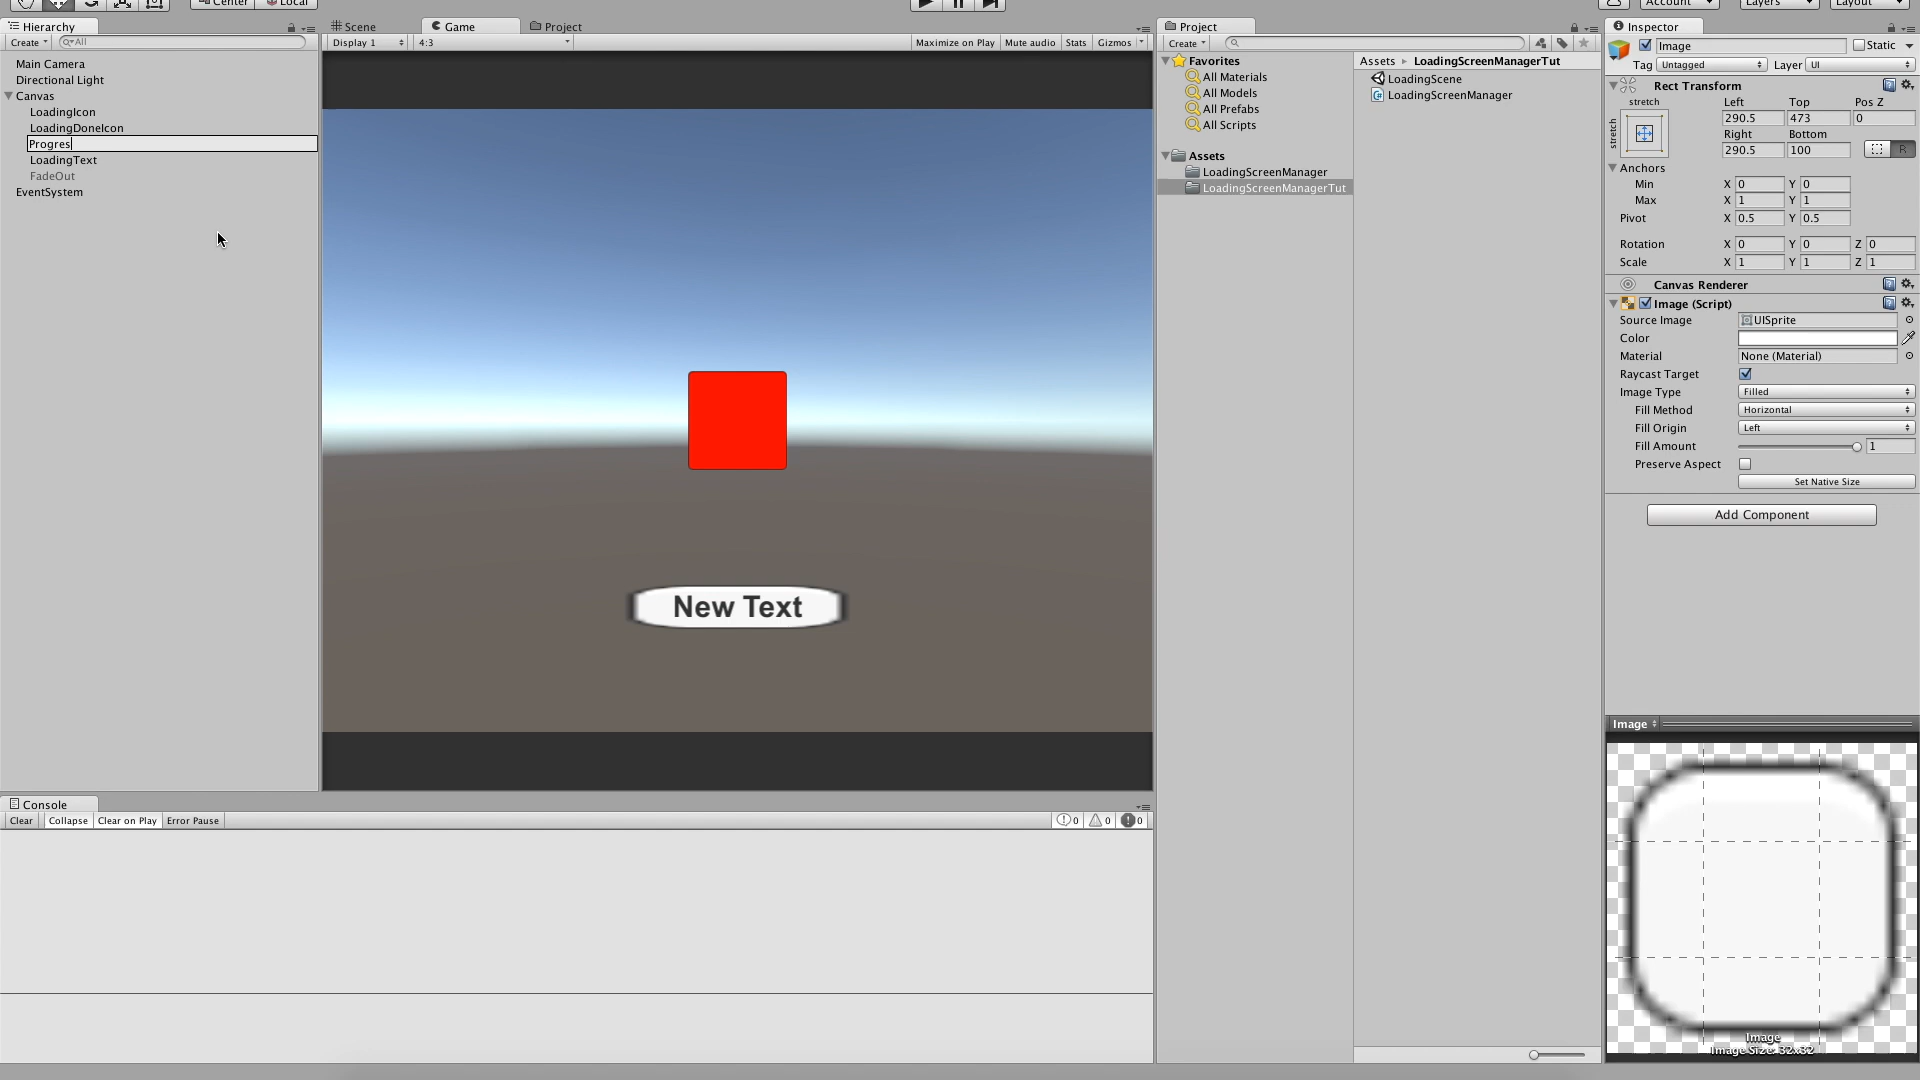 Center
Local
Account
Layers
Layout
Hierarchy
Create
All
Main Camera
Directional Light
Canvas
LoadingIcon
LoadingDoneIcon
Progres
LoadingText
FadeOut
EventSystem
Scene
Game
Project
Display 1
4:3
Maximize on Play
Mute audio
Stats
Gizmos
New Text
Console
Clear
Collapse
Clear on Play
Error Pause
0
0
0
Project
Create
Favorites
All Materials
All Models
All Prefabs
All Scripts
Assets
LoadingScreenManager
LoadingScreenManagerTut
Assets LoadingScreenManagerTut
LoadingScene
LoadingScreenManager
Inspector
Image
Static
Tag Untagged Layer UI
Rect Transform
stretch
stretch
Left Top Pos Z
290.5 473 0
Right Bottom
290.5 100
R
Anchors
Min X 0 Y 0
Max X 1 Y 1
Pivot X 0.5 Y 0.5
Rotation X 0 Y 0 Z 0
Scale X 1 Y 1 Z 1
Canvas Renderer
Image (Script)
Source Image UISprite
Color
Material None (Material)
Raycast Target
Image Type Filled
Fill Method Horizontal
Fill Origin Left
Fill Amount 1
Preserve Aspect
Set Native Size
Add Component
Image
Image
Image Size: 32x32